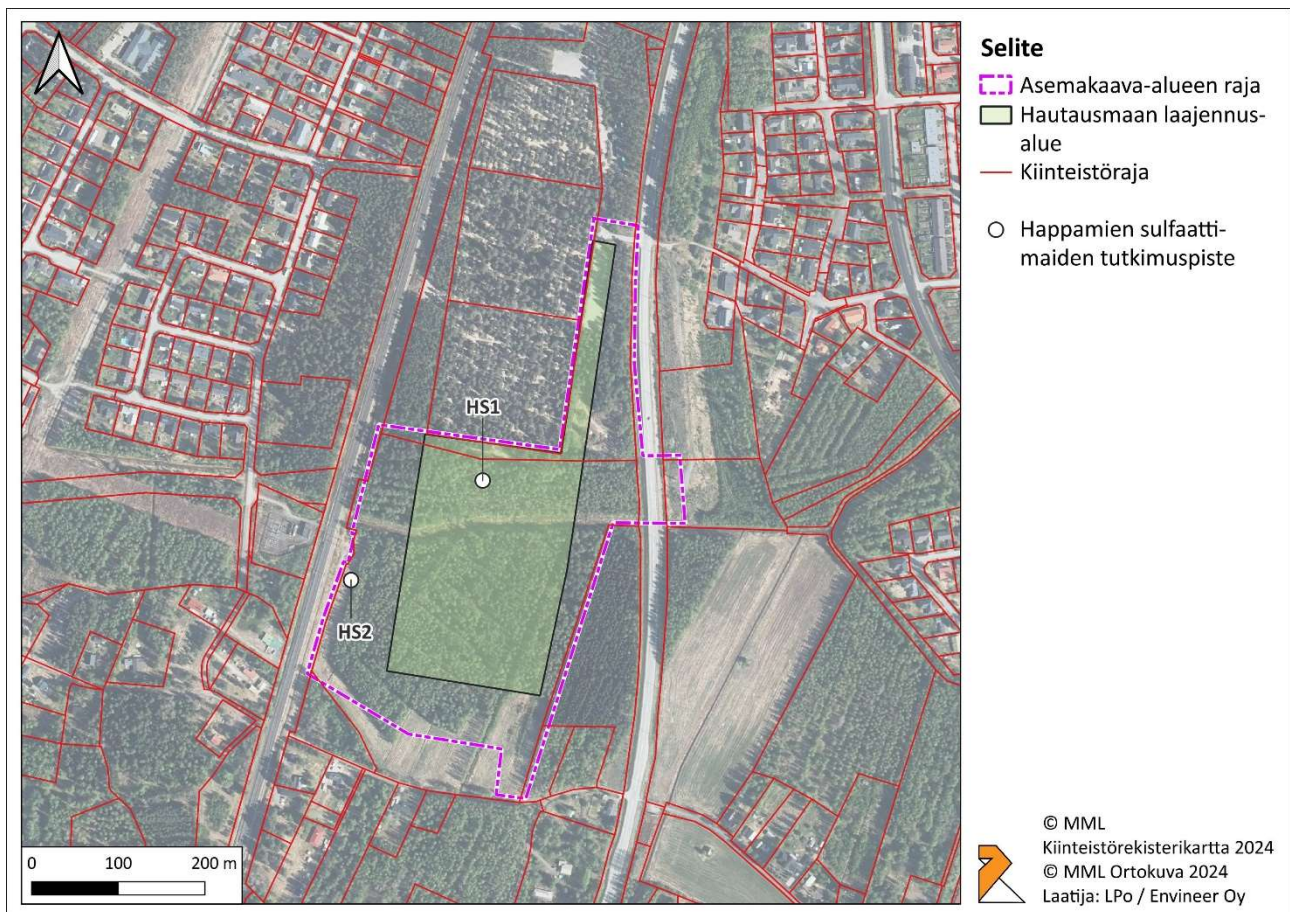 HS1
HS2
0 100 200 m
Selite
Asemakaava-alueen raja
Hautausmaan laajennus-
alue
Kiinteistöraja
Happamien sulfaatti-
maiden tutkimuspiste
© MML
Kiinteistörekisterikartta 2024
© MML Ortokuva 2024
Laatija: LPo / Envineer Oy